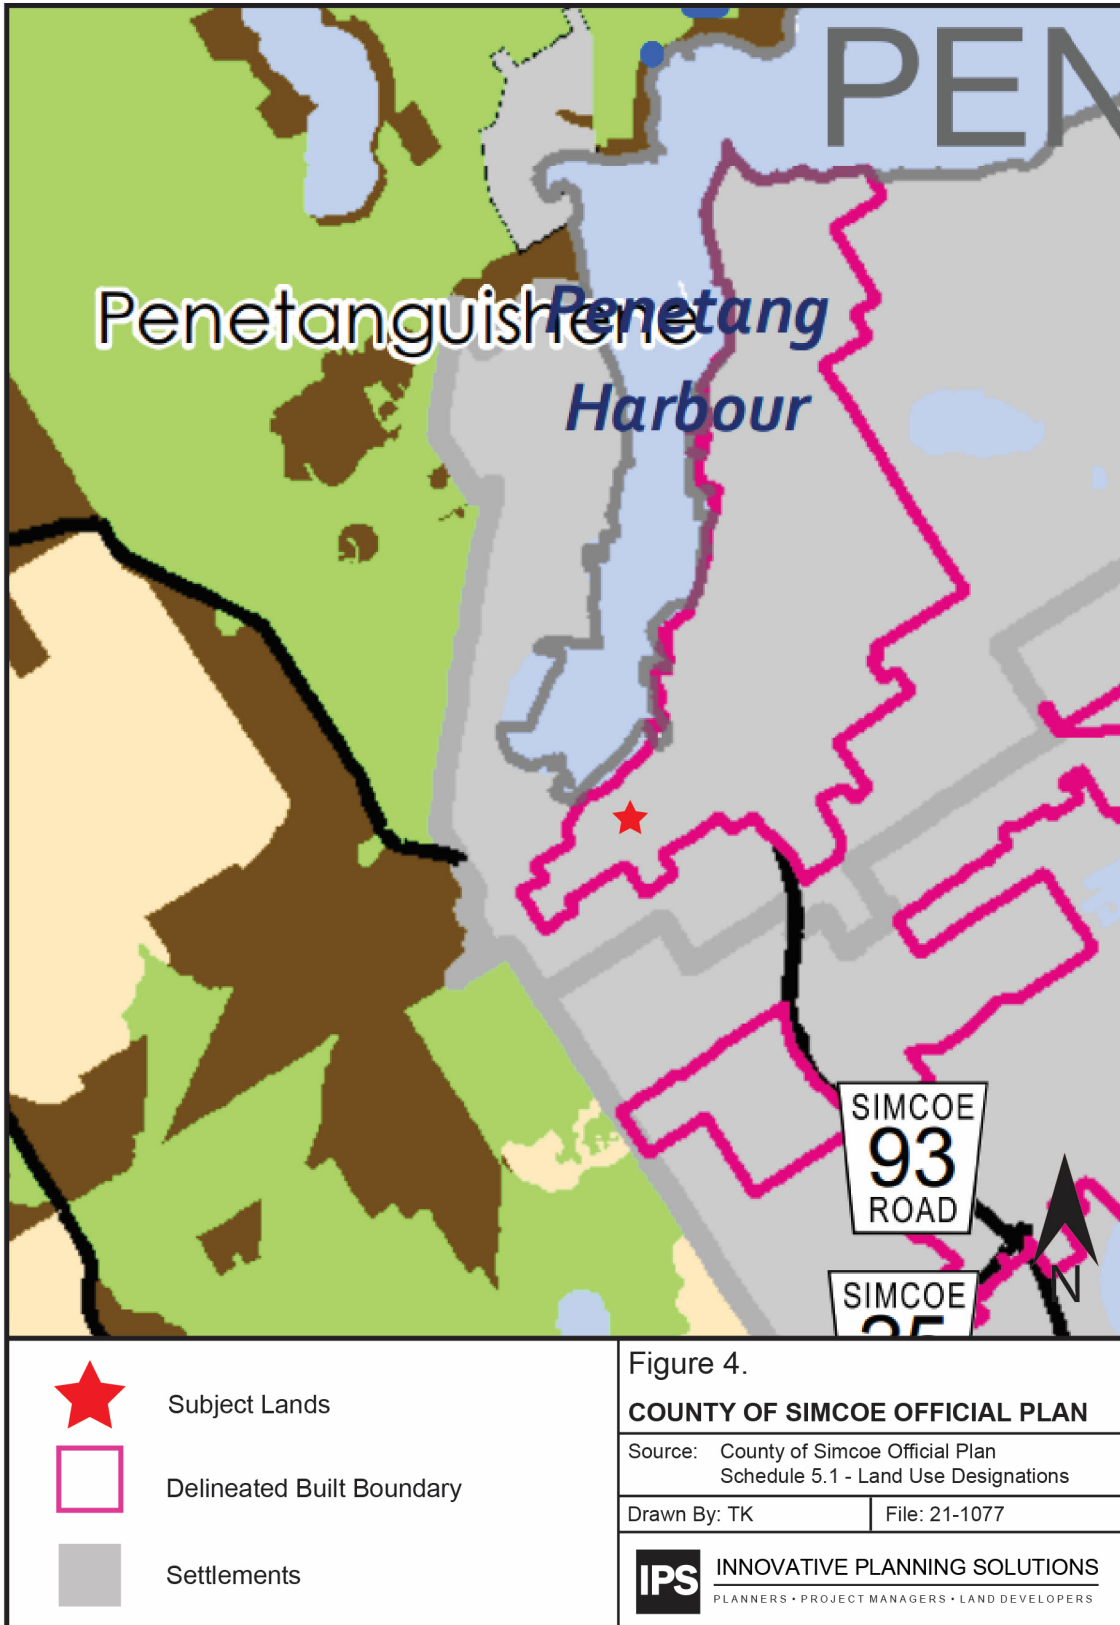 PEN
Penetanguishene
Penetang
Harbour
SIMCOE
93
ROAD
SIMCOE
N
Subject Lands
Delineated Built Boundary
Settlements
Figure 4.
COUNTY OF SIMCOE OFFICIAL PLAN
Source: County of Simcoe Official Plan
Schedule 5.1 - Land Use Designations
Drawn By: TK File: 21-1077
IPS INNOVATIVE PLANNING SOLUTIONS
PLANNERS • PROJECT MANAGERS • LAND DEVELOPERS